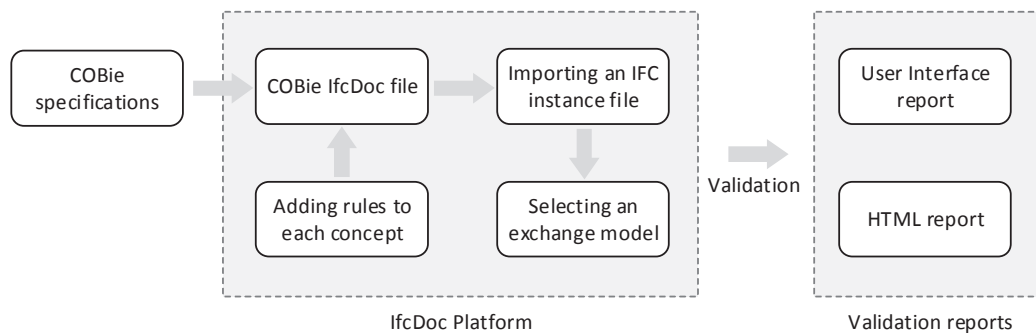 COBie
specifications
COBie IfcDoc file
Importing an IFC
instance file
User Interface
report
Adding rules to
each concept
Selecting an
exchange model
Validation
HTML report
IfcDoc Platform
Validation reports